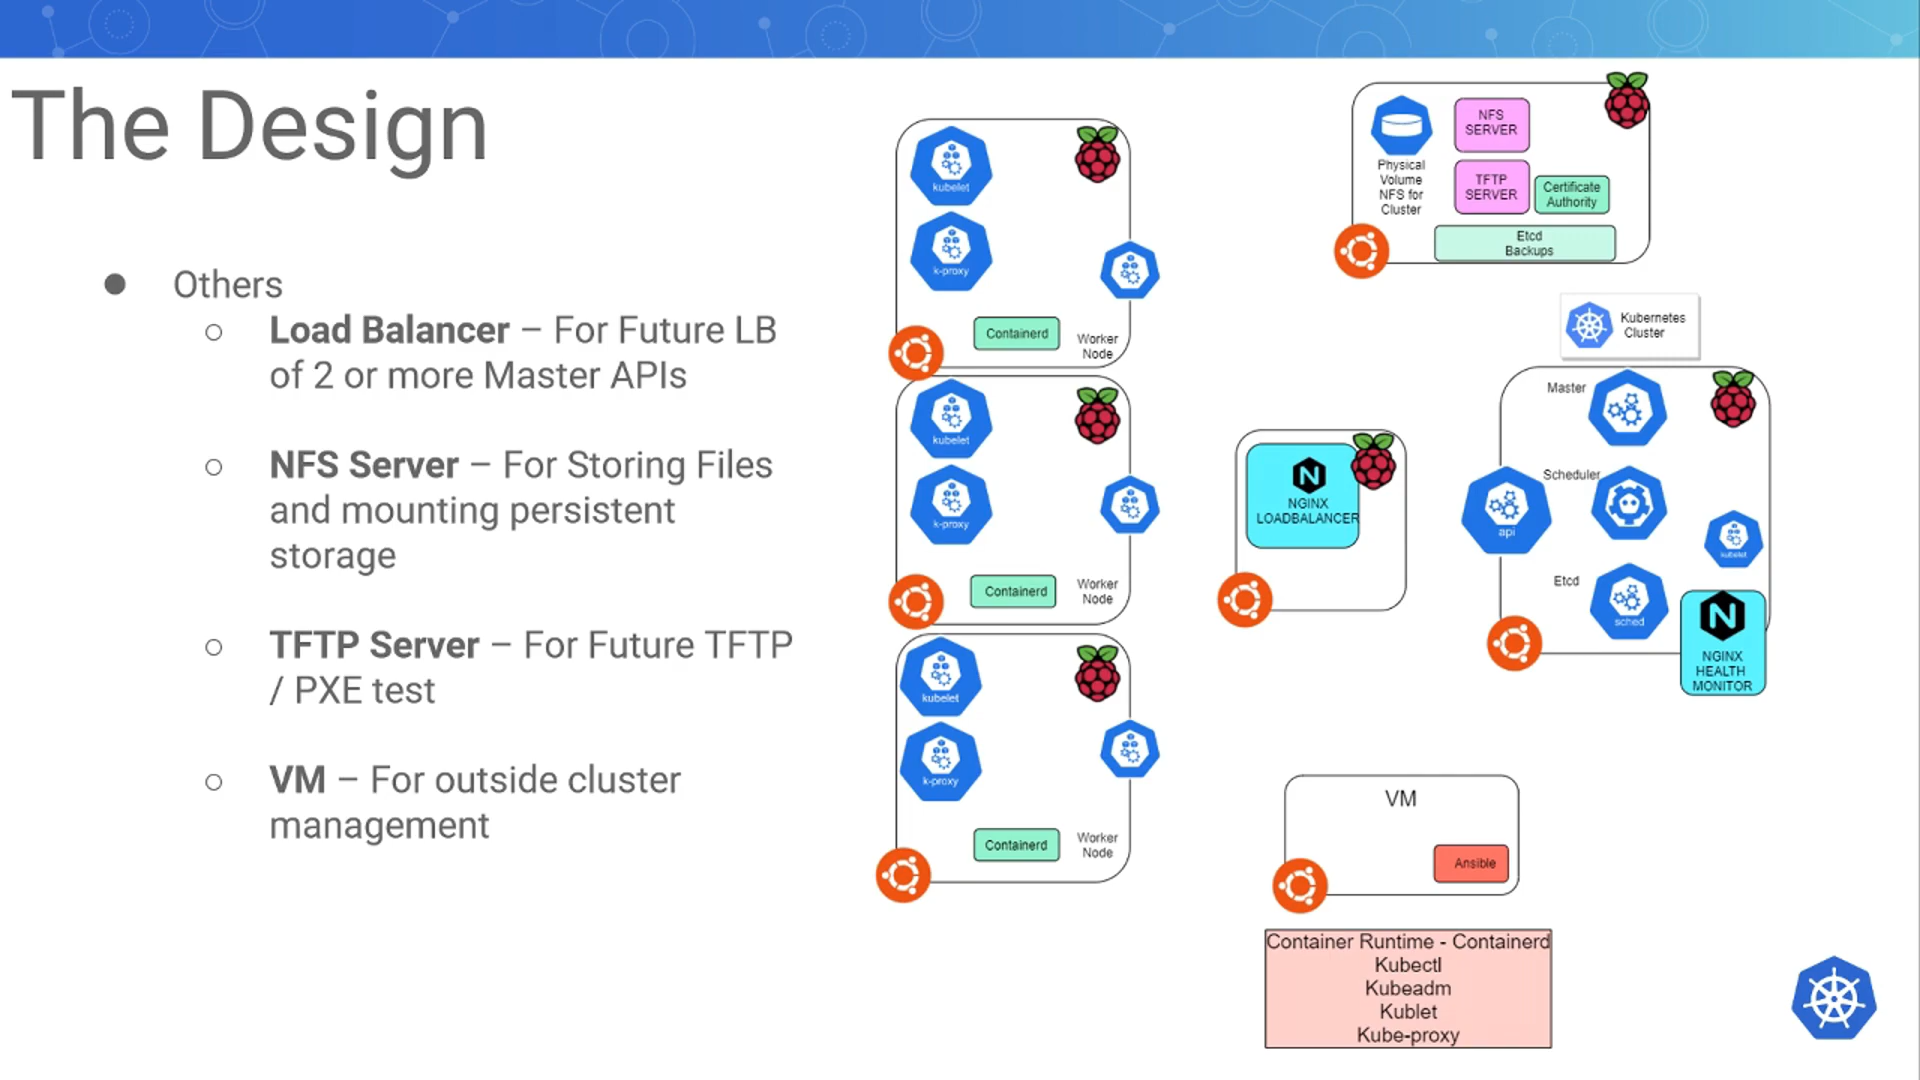 The Design
Others
Load Balancer – For Future LB
of 2 or more Master APIs
NFS Server – For Storing Files
and mounting persistent
storage
TFTP Server – For Future TFTP
/ PXE test
VM – For outside cluster
management
kubelet
k-proxy
Containerd
Worker
Node
kubelet
k-proxy
Containerd
Worker
Node
kubelet
k-proxy
Containerd
Worker
Node
Physical
Volume
NFS for
Cluster
NFS
SERVER
TFTP
SERVER
Certificate
Authority
Etcd
Backups
Kubernetes
Cluster
NGINX
LOADBALANCER
Master
Scheduler
api
kubelet
Etcd
sched
NGINX
HEALTH
MONITOR
VM
Ansible
Container Runtime - Containerd
Kubectl
Kubeadm
Kublet
Kube-proxy